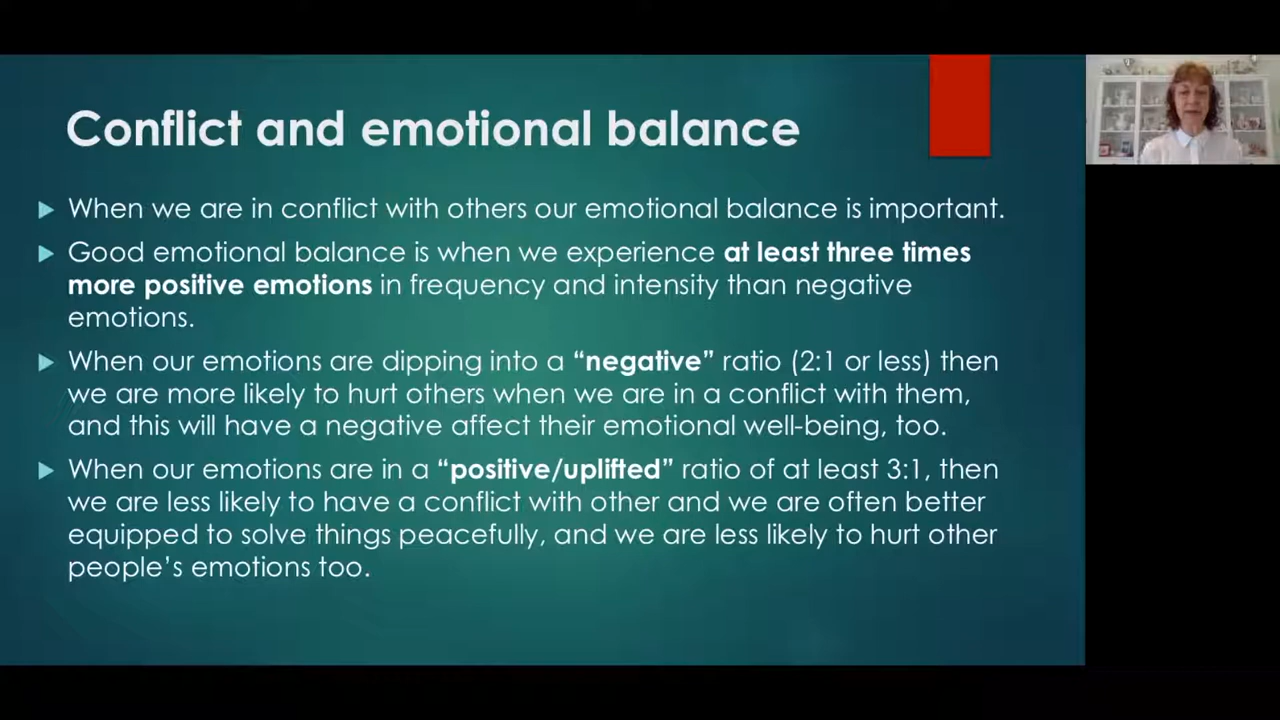 Conflict and emotional balance
When we are in conflict with others our emotional balance is important.
Good emotional balance is when we experience at least three times
more positive emotions in frequency and intensity than negative
emotions.
When our emotions are dipping into a “negative” ratio (2:1 or less) then
we are more likely to hurt others when we are in a conflict with them,
and this will have a negative affect their emotional well-being, too.
When our emotions are in a “positive/uplifted” ratio of at least 3:1, then
we are less likely to have a conflict with other and we are often better
equipped to solve things peacefully, and we are less likely to hurt other
people’s emotions too.